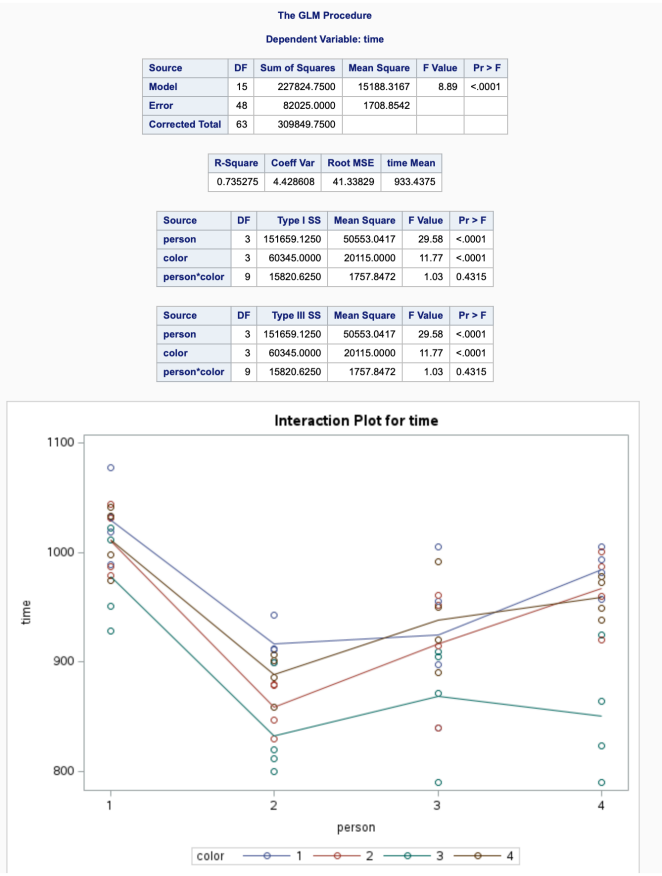 The GLM Procedure
Dependent Variable: time
Source DF Sum of Squares Mean Square F Value Pr > F
Model 15 227824.7500 15188.3167 8.89 <.0001
Error 48 82025.0000 1708.8542
Corrected Total 63 309849.7500
R-Square Coeff Var Root MSE time Mean
0.735275 4.428608 41.33829 933.4375
Source DF Type I SS Mean Square F Value Pr > F
person 3 151659.1250 50553.0417 29.58 <.0001
color 3 60345.0000 20115.0000 11.77 <.0001
person*color 9 15820.6250 1757.8472 1.03 0.4315
Source DF Type III SS Mean Square F Value Pr > F
person 3 151659.1250 50553.0417 29.58 <.0001
color 3 60345.0000 20115.0000 11.77 <.0001
person*color 9 15820.6250 1757.8472 1.03 0.4315
Interaction Plot for time
1100
1000
900
800
time
1 2 3 4
person
color 1 2 3 4